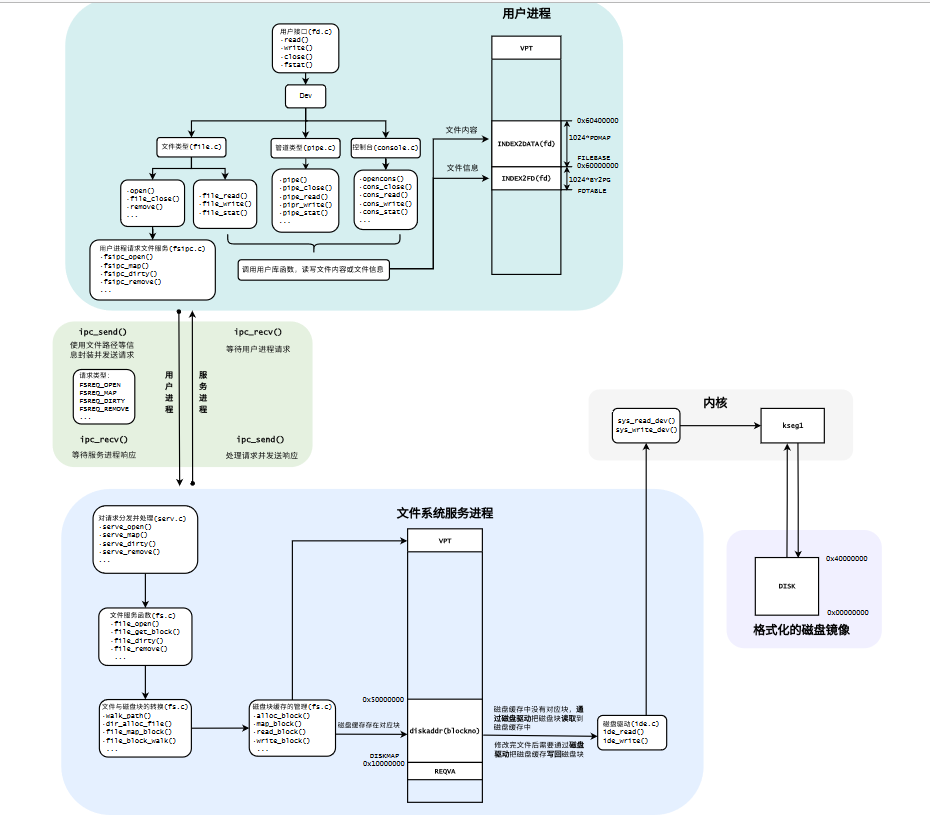 用户进程
用户接口(fd.c)
·read()
·write()
·close()
·fstat()
Dev
文件类型(file.c)
管道类型(pipe.c)
控制台(console.c)
·open()
·file_close()
·remove()
...
·file_read()
·file_write()
·file_stat()
·pipe()
·pipe_close()
·pipe_read()
·pipr_write()
·pipe_stat()
...
·opencons()
·cons_close()
·cons_read()
·cons_write()
·cons_stat()
...
用户进程请求文件服务(fsipc.c)
·fsipc_open()
·fsipc_map()
·fsipc_dirty()
·fsipc_remove()
...
调用用户库函数，读写文件内容或文件信息
文件内容
文件信息
VPT
INDEX2DATA(fd)
INDEX2FD(fd)
0x60400000
1024*PDMAP
FILEBASE
0x60000000
1024*BY2PG
FDTABLE
ipc_send()
使用文件路径等信
息封装并发送请求
请求类型：
FSREQ_OPEN
FSREQ_MAP
FSREQ_DIRTY
FSREQ_REMOVE
...
ipc_recv()
等待服务进程响应
用户进程
服务进程
ipc_recv()
等待用户进程请求
ipc_send()
处理请求并发送响应
内核
sys_read_dev()
sys_write_dev()
kseg1
DISK
0x40000000
0x00000000
格式化的磁盘镜像
文件系统服务进程
对请求分发并处理(serv.c)
·serve_open()
·serve_map()
·serve_dirty()
·serve_remove()
...
文件服务函数(fs.c)
·file_open()
·file_get_block()
·file_dirty()
·file_remove()
...
文件与磁盘块的转换(fs.c)
·walk_path()
·dir_alloc_file()
·file_map_block()
·file_block_walk()
...
磁盘块缓存的管理(fs.c)
·alloc_block()
·map_block()
·read_block()
·write_block()
...
磁盘缓存存在对应块
VPT
0x50000000
diskaddr(blockno)
DISKMAP
0x10000000
REQVA
磁盘缓存中没有对应块，通
过磁盘驱动把磁盘块读取到
磁盘缓存中
修改完文件后需要通过磁盘
驱动把磁盘缓存写回磁盘块
磁盘驱动(ide.c)
ide_read()
ide_write()